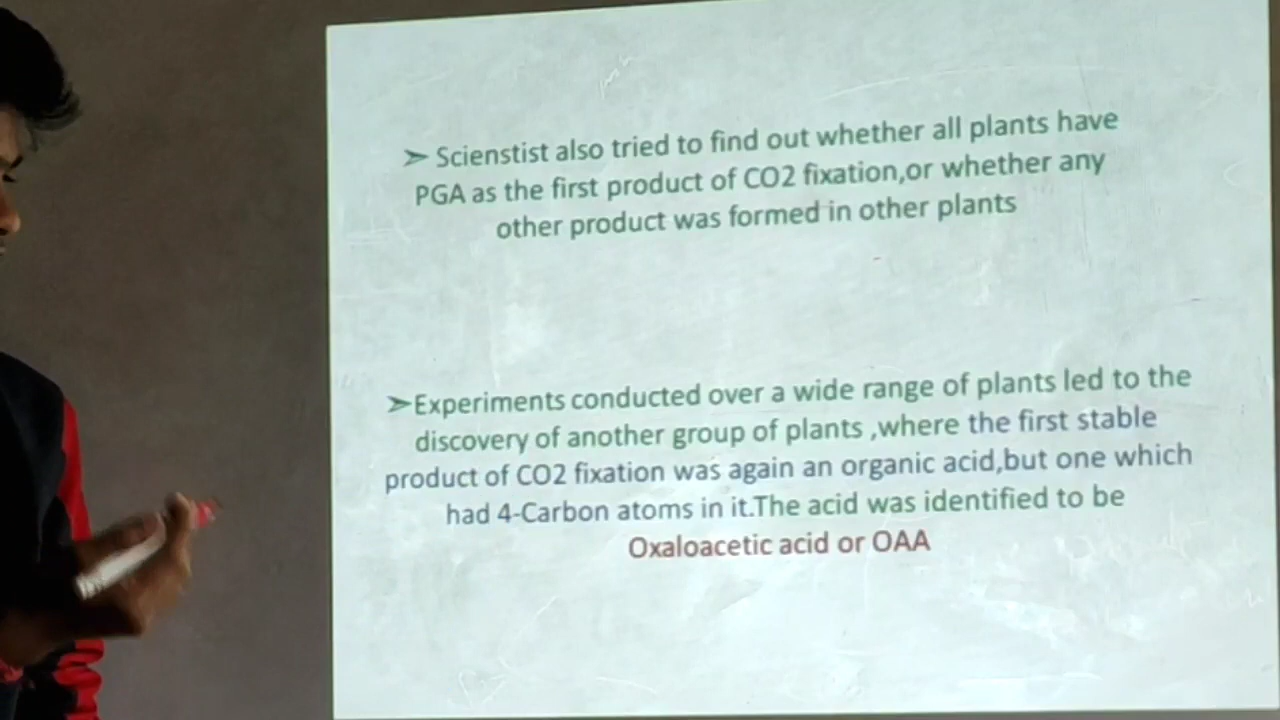 ➢ Scienstist also tried to find out whether all plants have
PGA as the first product of CO2 fixation,or whether any
other product was formed in other plants
➢Experiments conducted over a wide range of plants led to the
discovery of another group of plants ,where the first stable
product of CO2 fixation was again an organic acid,but one which
had 4-Carbon atoms in it.The acid was identified to be
Oxaloacetic acid or OAA